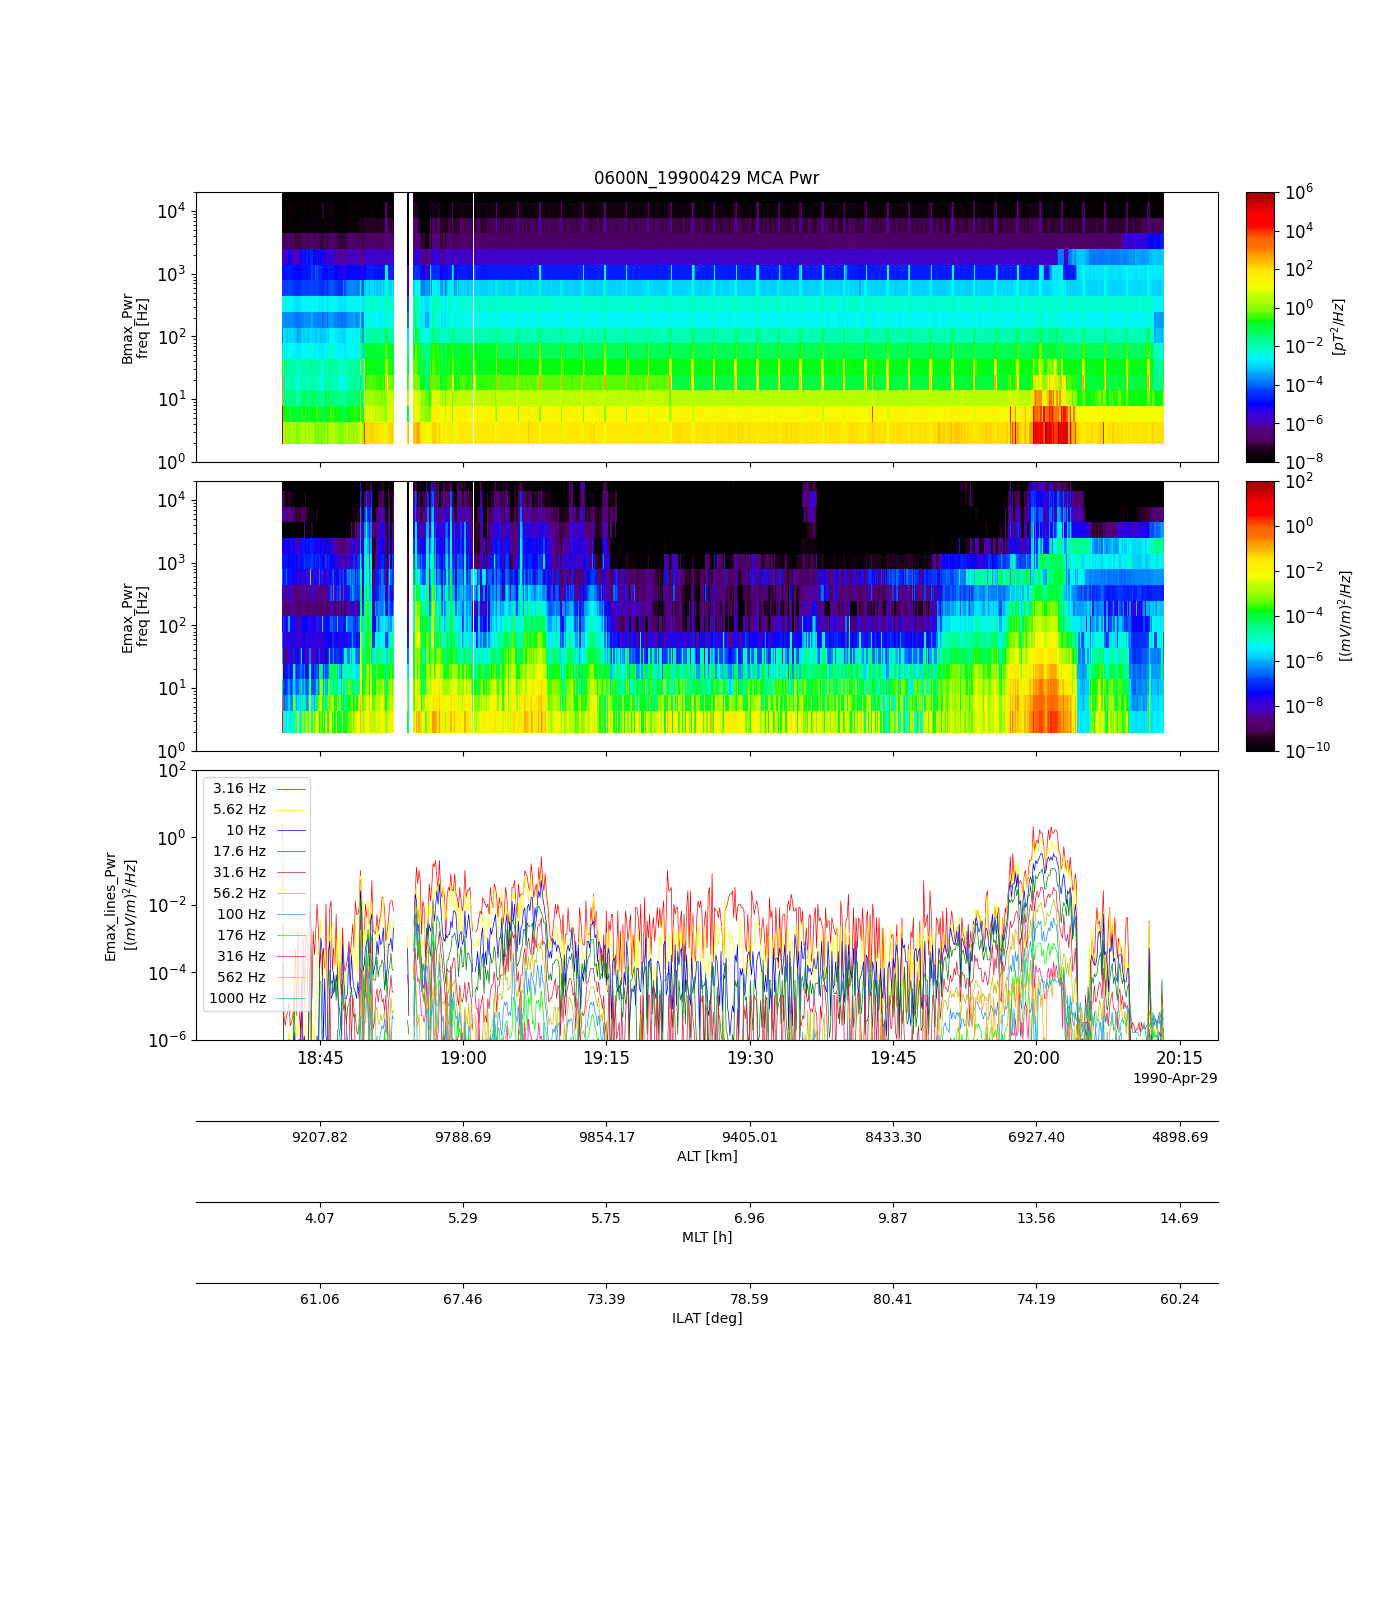 0600N_19900429 MCA Pwr
Bmax_Pwr
freq [Hz]
10^4
10^3
10^2
10^1
10^0
10^6
10^4
10^2
10^0
10^-2
10^-4
10^-6
10^-8
[pT^2/Hz]
Emax_Pwr
freq [Hz]
10^4
10^3
10^2
10^1
10^0
10^2
10^0
10^-2
10^-4
10^-6
10^-8
10^-10
[(mV/m)^2/Hz]
Emax_lines_Pwr
[(mV/m)^2/Hz]
10^2
10^0
10^-2
10^-4
10^-6
3.16 Hz
5.62 Hz
10 Hz
17.6 Hz
31.6 Hz
56.2 Hz
100 Hz
176 Hz
316 Hz
562 Hz
1000 Hz
18:45 19:00 19:15 19:30 19:45 20:00 20:15
1990-Apr-29
9207.82 9788.69 9854.17 9405.01 8433.30 6927.40 4898.69
ALT [km]
4.07 5.29 5.75 6.96 9.87 13.56 14.69
MLT [h]
61.06 67.46 73.39 78.59 80.41 74.19 60.24
ILAT [deg]